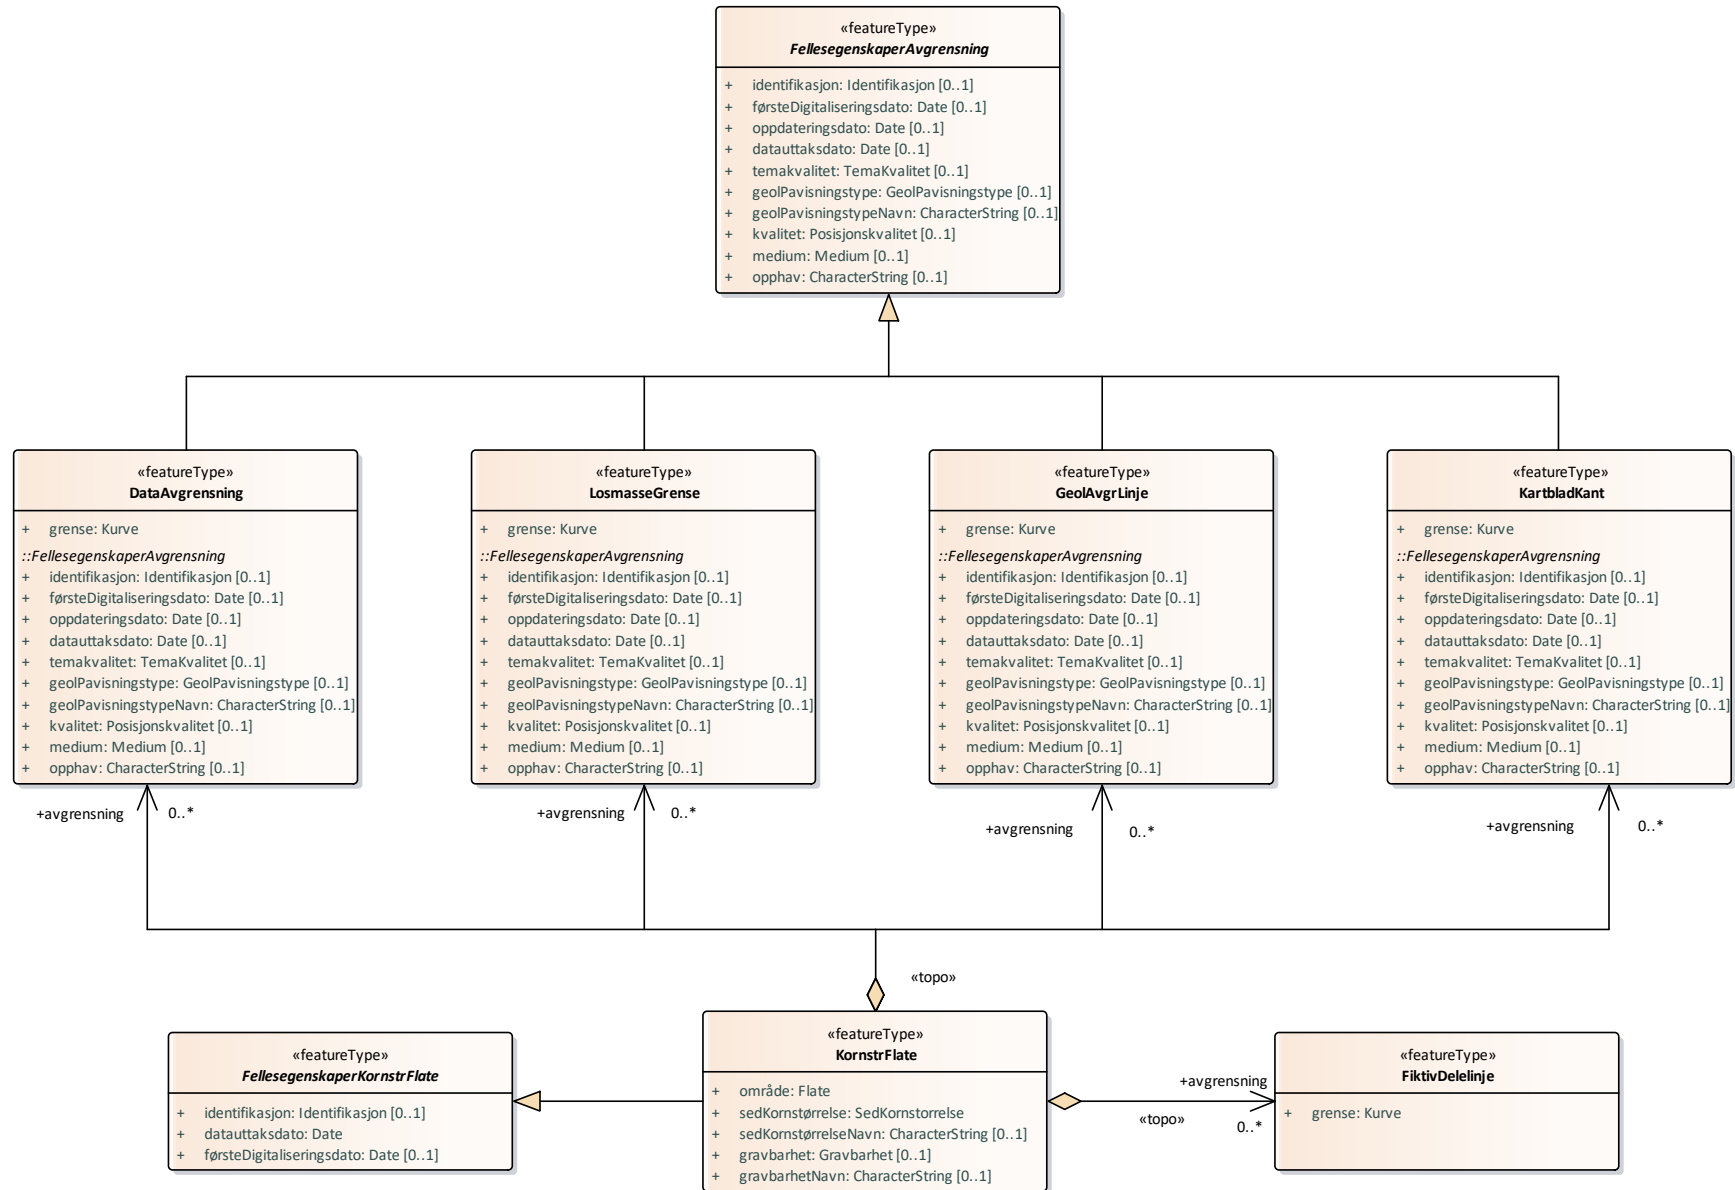 «featureType»
FellesegenskaperAvgrensning
+ identifikasjon: Identifikasjon [0..1]
+ førsteDigitaliseringsdato: Date [0..1]
+ oppdateringsdato: Date [0..1]
+ datauttaksdato: Date [0..1]
+ temakvalitet: TemaKvalitet [0..1]
+ geolPavisningstype: GeolPavisningstype [0..1]
+ geolPavisningstypeNavn: CharacterString [0..1]
+ kvalitet: Posisjonskvalitet [0..1]
+ medium: Medium [0..1]
+ opphav: CharacterString [0..1]
«featureType»
DataAvgrensning
+ grense: Kurve
::FellesegenskaperAvgrensning
+ identifikasjon: Identifikasjon [0..1]
+ førsteDigitaliseringsdato: Date [0..1]
+ oppdateringsdato: Date [0..1]
+ datauttaksdato: Date [0..1]
+ temakvalitet: TemaKvalitet [0..1]
+ geolPavisningstype: GeolPavisningstype [0..1]
+ geolPavisningstypeNavn: CharacterString [0..1]
+ kvalitet: Posisjonskvalitet [0..1]
+ medium: Medium [0..1]
+ opphav: CharacterString [0..1]
«featureType»
LosmasseGrense
+ grense: Kurve
::FellesegenskaperAvgrensning
+ identifikasjon: Identifikasjon [0..1]
+ førsteDigitaliseringsdato: Date [0..1]
+ oppdateringsdato: Date [0..1]
+ datauttaksdato: Date [0..1]
+ temakvalitet: TemaKvalitet [0..1]
+ geolPavisningstype: GeolPavisningstype [0..1]
+ geolPavisningstypeNavn: CharacterString [0..1]
+ kvalitet: Posisjonskvalitet [0..1]
+ medium: Medium [0..1]
+ opphav: CharacterString [0..1]
«featureType»
GeolAvgrLinje
+ grense: Kurve
::FellesegenskaperAvgrensning
+ identifikasjon: Identifikasjon [0..1]
+ førsteDigitaliseringsdato: Date [0..1]
+ oppdateringsdato: Date [0..1]
+ datauttaksdato: Date [0..1]
+ temakvalitet: TemaKvalitet [0..1]
+ geolPavisningstype: GeolPavisningstype [0..1]
+ geolPavisningstypeNavn: CharacterString [0..1]
+ kvalitet: Posisjonskvalitet [0..1]
+ medium: Medium [0..1]
+ opphav: CharacterString [0..1]
«featureType»
KartbladKant
+ grense: Kurve
::FellesegenskaperAvgrensning
+ identifikasjon: Identifikasjon [0..1]
+ førsteDigitaliseringsdato: Date [0..1]
+ oppdateringsdato: Date [0..1]
+ datauttaksdato: Date [0..1]
+ temakvalitet: TemaKvalitet [0..1]
+ geolPavisningstype: GeolPavisningstype [0..1]
+ geolPavisningstypeNavn: CharacterString [0..1]
+ kvalitet: Posisjonskvalitet [0..1]
+ medium: Medium [0..1]
+ opphav: CharacterString [0..1]
+avgrensning 0..*
+avgrensning 0..*
+avgrensning 0..*
+avgrensning 0..*
«topo»
«featureType»
FellesegenskaperKornstrFlate
+ identifikasjon: Identifikasjon [0..1]
+ datauttaksdato: Date
+ førsteDigitaliseringsdato: Date [0..1]
«featureType»
KornstrFlate
+ område: Flate
+ sedKornstørrelse: SedKornstorrelse
+ sedKornstørrelseNavn: CharacterString [0..1]
+ gravbarhet: Gravbarhet [0..1]
+ gravbarhetNavn: CharacterString [0..1]
+avgrensning
«topo»
0..*
«featureType»
FiktivDelelinje
+ grense: Kurve